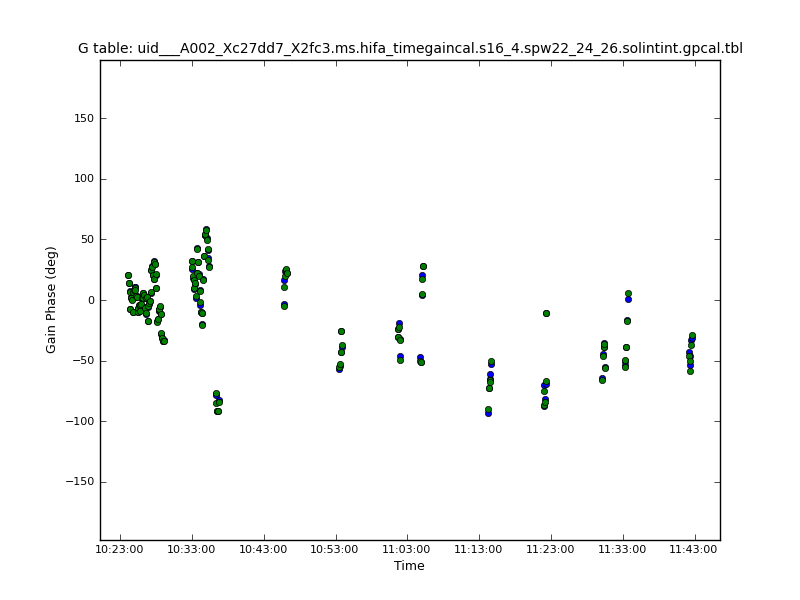 G table: uid___A002_Xc27dd7_X2fc3.ms.hifa_timegaincal.s16_4.spw22_24_26.solintint.gpcal.tbl
Gain Phase (deg)
150
100
50
0
−50
−100
−150
10:23:00 10:33:00 10:43:00 10:53:00 11:03:00 11:13:00 11:23:00 11:33:00 11:43:00
Time